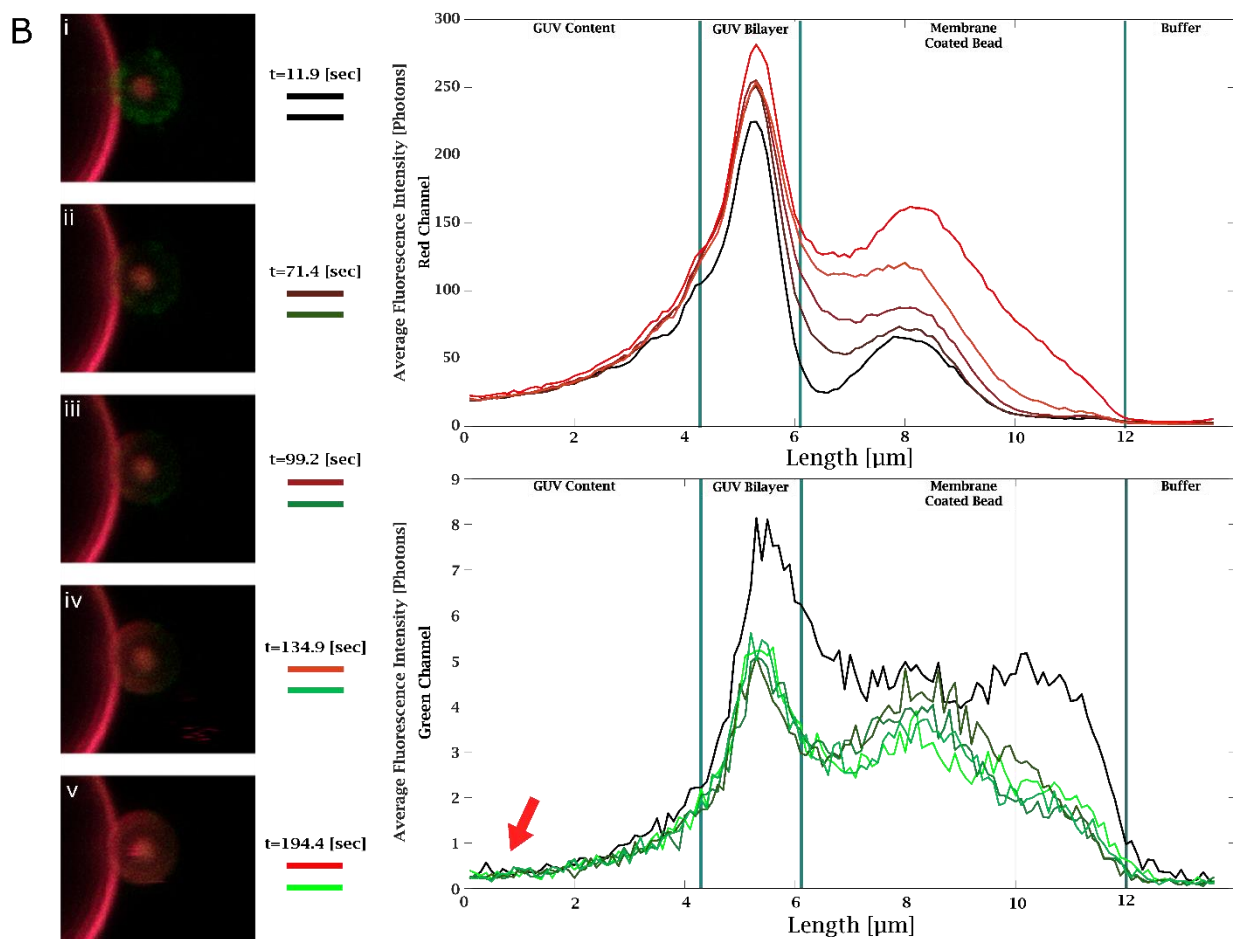 B
i
t=11.9 [sec]
ii
t=71.4 [sec]
iii
t=99.2 [sec]
iv
t=134.9 [sec]
v
t=194.4 [sec]
GUV Content GUV Bilayer Membrane Coated Bead Buffer
Average Fluorescence Intensity [Photons]
Red Channel
300
250
200
150
100
50
0
0 2 4 6 8 10 12
Length [μm]
GUV Content GUV Bilayer Membrane Coated Bead Buffer
Average Fluorescence Intensity [Photons]
Green Channel
9
8
7
6
5
4
3
2
1
0
0 2 4 6 8 10 12
Length [μm]